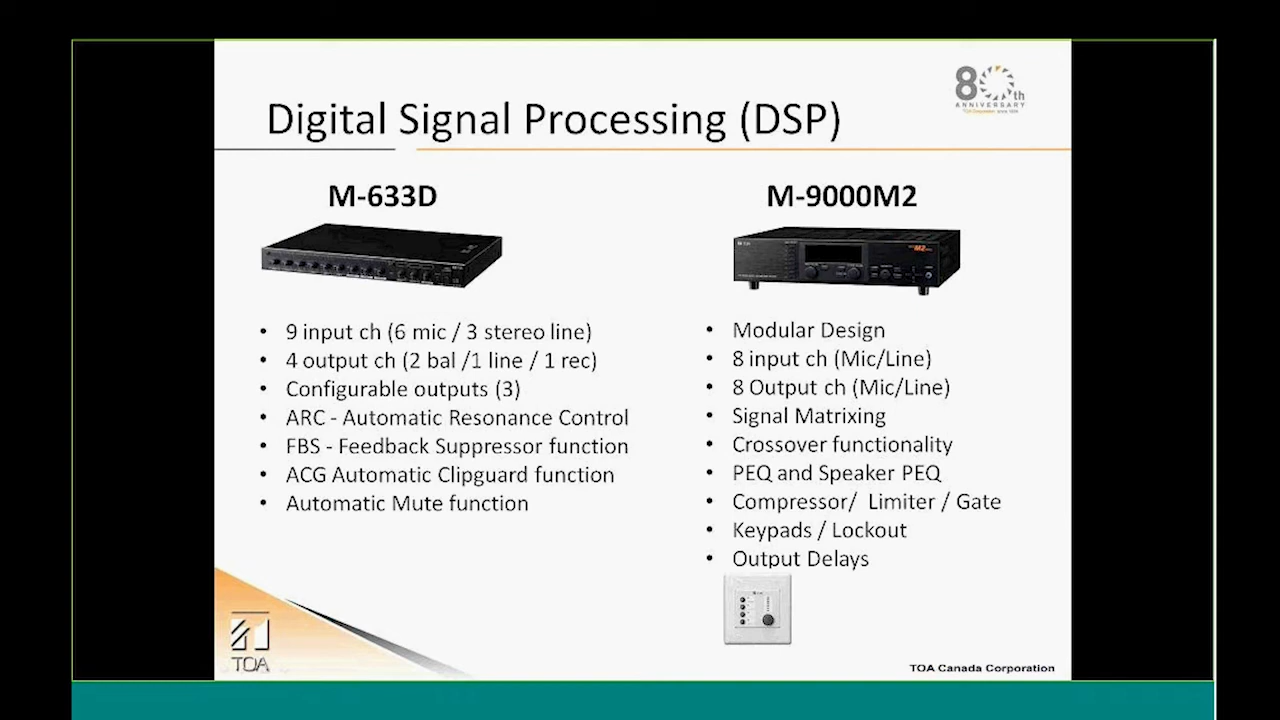 80th
ANNIVERSARY
Digital Signal Processing (DSP)
M-633D
• 9 input ch (6 mic / 3 stereo line)
• 4 output ch (2 bal /1 line / 1 rec)
• Configurable outputs (3)
• ARC - Automatic Resonance Control
• FBS - Feedback Suppressor function
• ACG Automatic Clipguard function
• Automatic Mute function
M-9000M2
• Modular Design
• 8 input ch (Mic/Line)
• 8 Output ch (Mic/Line)
• Signal Matrixing
• Crossover functionality
• PEQ and Speaker PEQ
• Compressor/  Limiter / Gate
• Keypads / Lockout
• Output Delays
TOA
TOA Canada Corporation